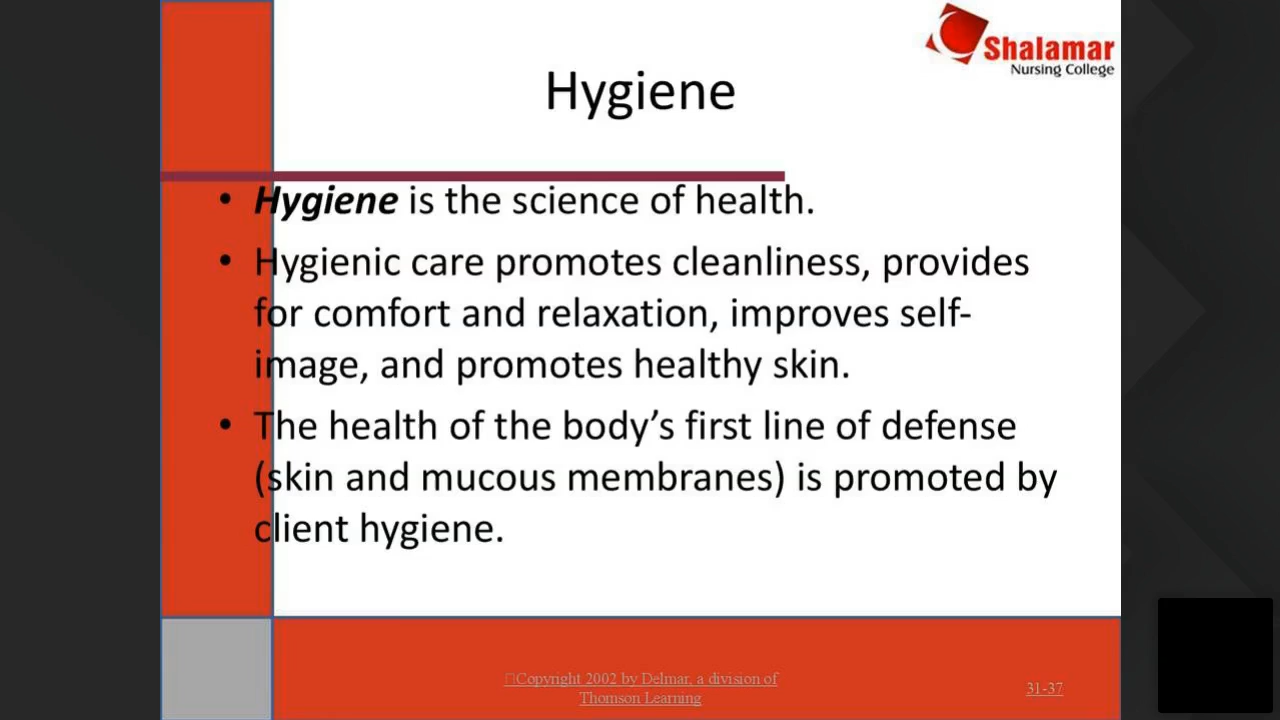 Shalamar
Nursing College
Hygiene
• Hygiene is the science of health.
• Hygienic care promotes cleanliness, provides
for comfort and relaxation, improves self-
image, and promotes healthy skin.
• The health of the body’s first line of defense
(skin and mucous membranes) is promoted by
client hygiene.
Copyright 2002 by Delmar, a division of
Thomson Learning
31-37